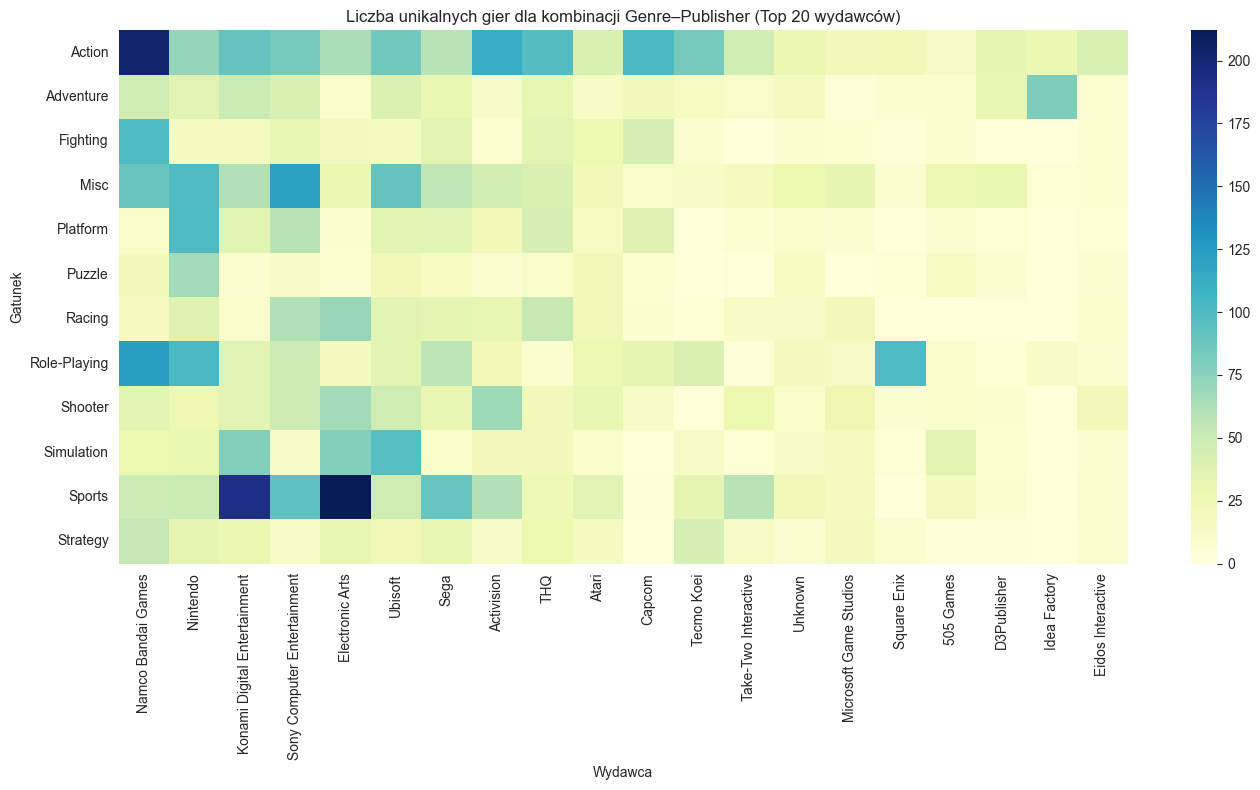 Liczba unikalnych gier dla kombinacji Genre–Publisher (Top 20 wydawców)
Gatunek
Action
Adventure
Fighting
Misc
Platform
Puzzle
Racing
Role-Playing
Shooter
Simulation
Sports
Strategy
Namco Bandai Games
Nintendo
Konami Digital Entertainment
Sony Computer Entertainment
Electronic Arts
Ubisoft
Sega
Activision
THQ
Atari
Capcom
Tecmo Koei
Take-Two Interactive
Unknown
Microsoft Game Studios
Square Enix
505 Games
D3Publisher
Idea Factory
Eidos Interactive
Wydawca
200
175
150
125
100
75
50
25
0